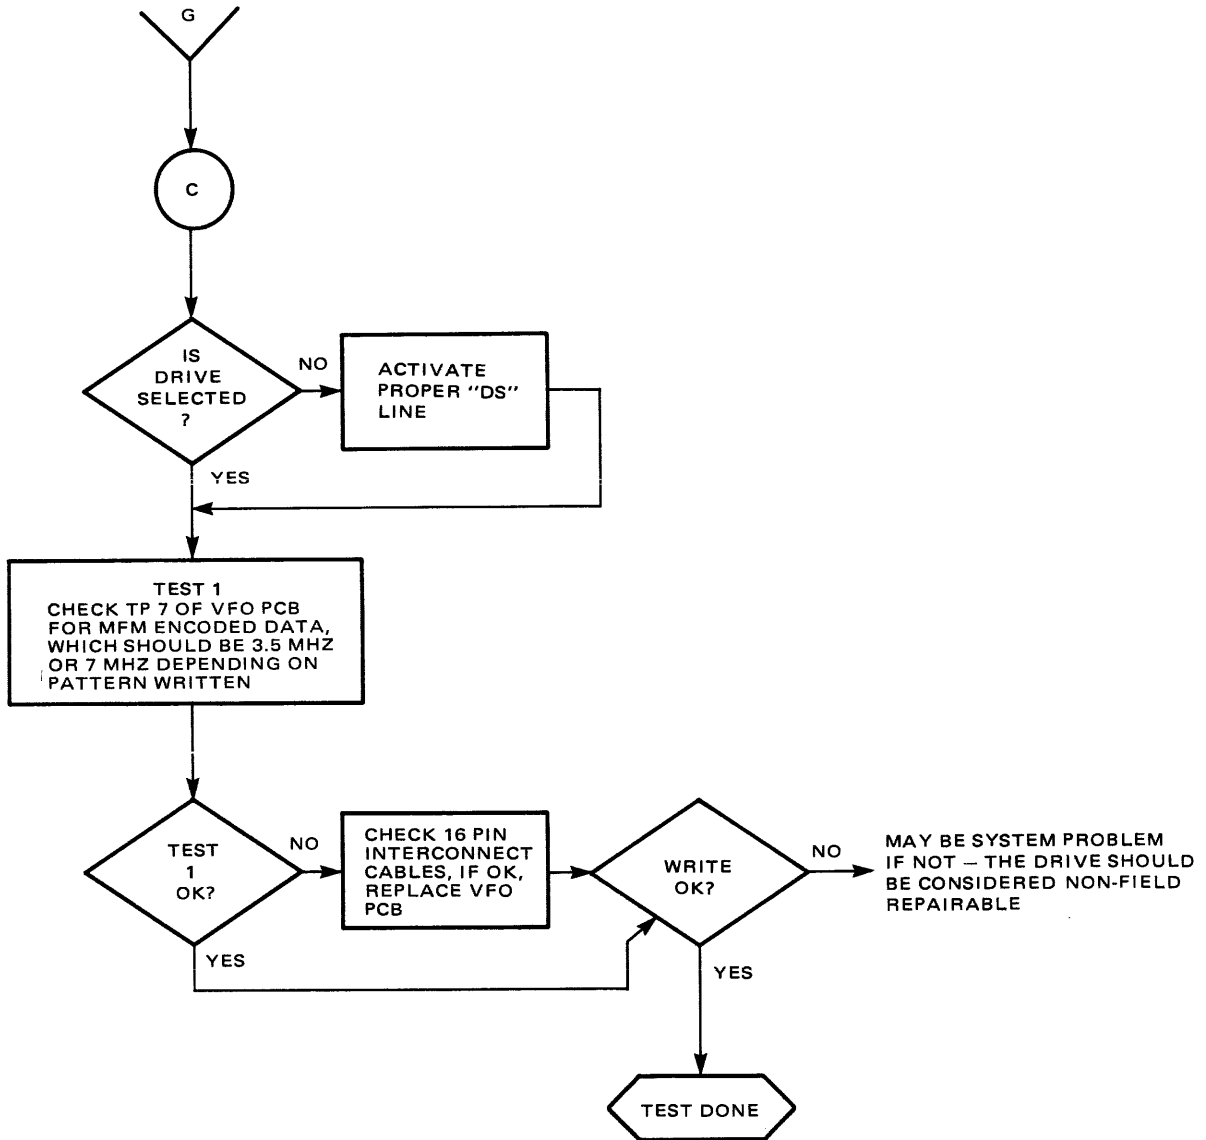 G
C
IS
DRIVE
SELECTED
?
NO
ACTIVATE
PROPER "DS"
LINE
YES
TEST 1
CHECK TP 7 OF VFO PCB
FOR MFM ENCODED DATA,
WHICH SHOULD BE 3.5 MHZ
OR 7 MHZ DEPENDING ON
PATTERN WRITTEN
TEST
1
OK?
NO
CHECK 16 PIN
INTERCONNECT
CABLES, IF OK,
REPLACE VFO
PCB
YES
WRITE
OK?
NO
MAY BE SYSTEM PROBLEM
IF NOT — THE DRIVE SHOULD
BE CONSIDERED NON-FIELD
REPAIRABLE
YES
TEST DONE